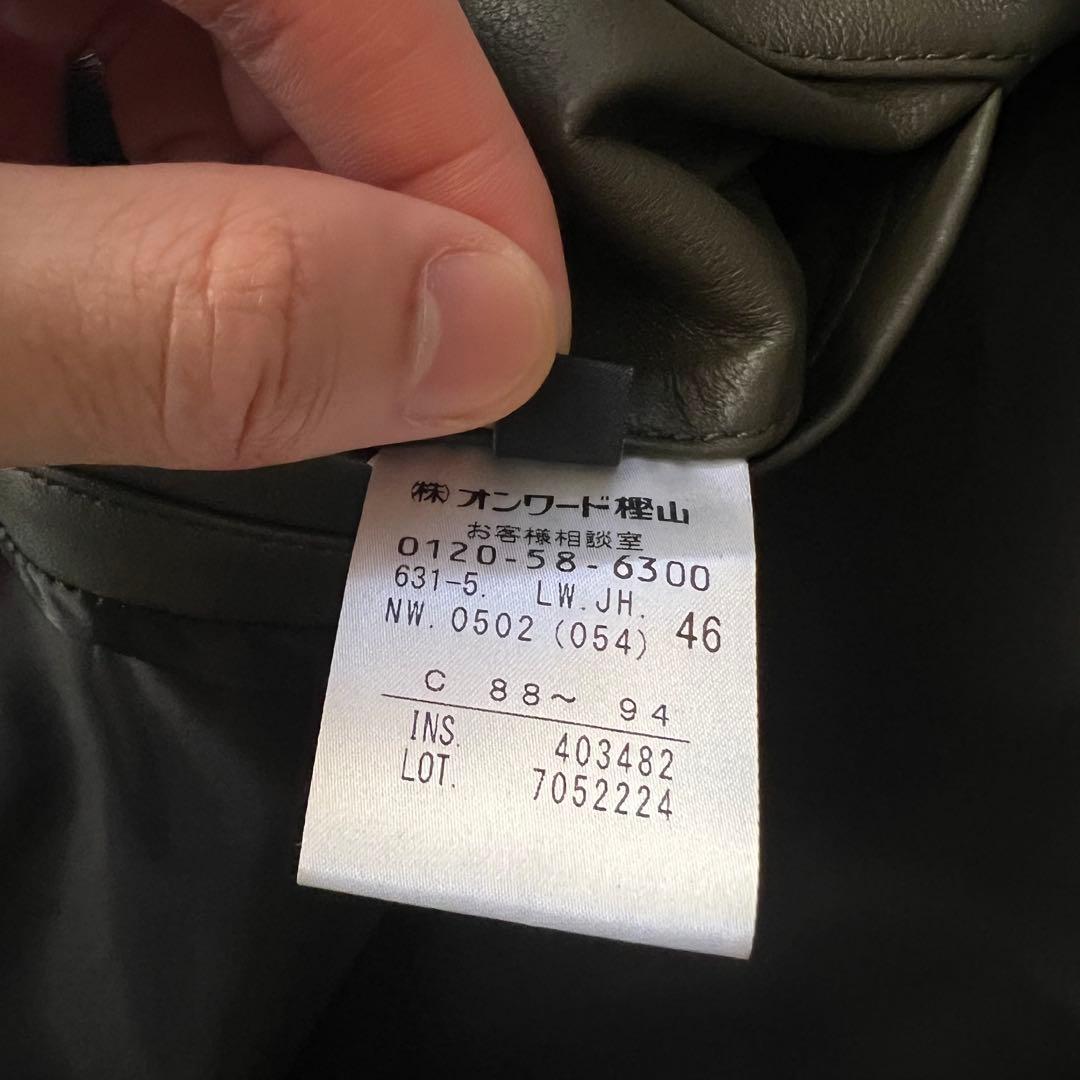 ㈱オンワード樫山
お客様相談室
0120-58-6300
631-5. LW.JH.
NW. 0502 (054) 46
C 88~ 94
INS. 403482
LOT. 7052224